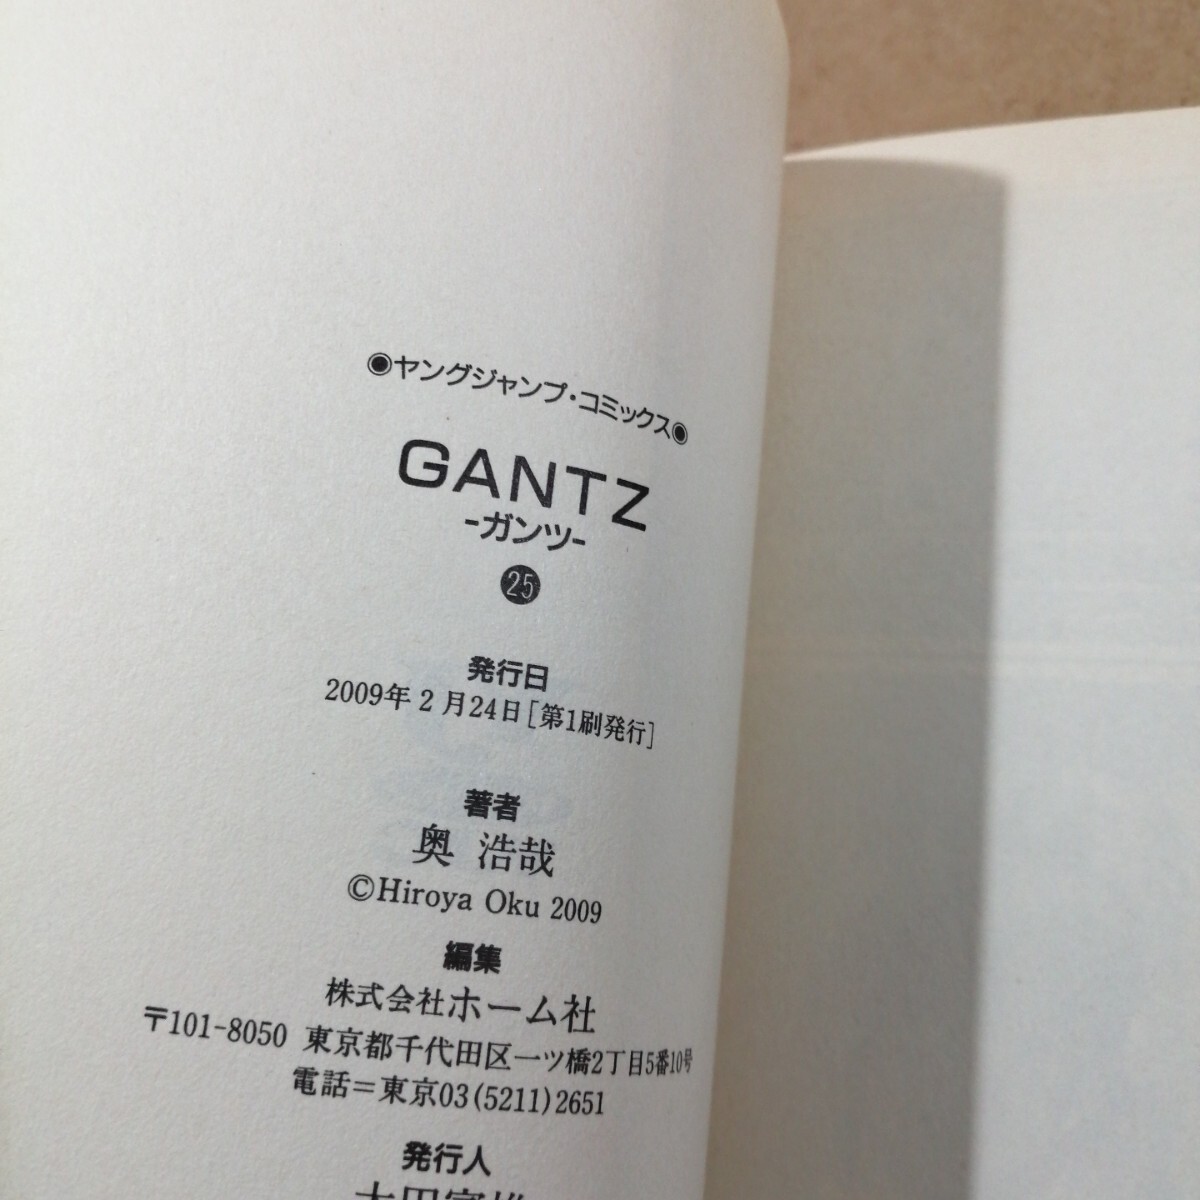 ◉ヤングジャンプ・コミックス◉
GANTZ
-ガンツ-
25
発行日
2009年2月24日[第1刷発行]
著者
奥 浩哉
©Hiroya Oku 2009
編集
株式会社ホーム社
〒101-8050 東京都千代田区一ツ橋2丁目5番10号
電話＝東京03(5211)2651
発行人